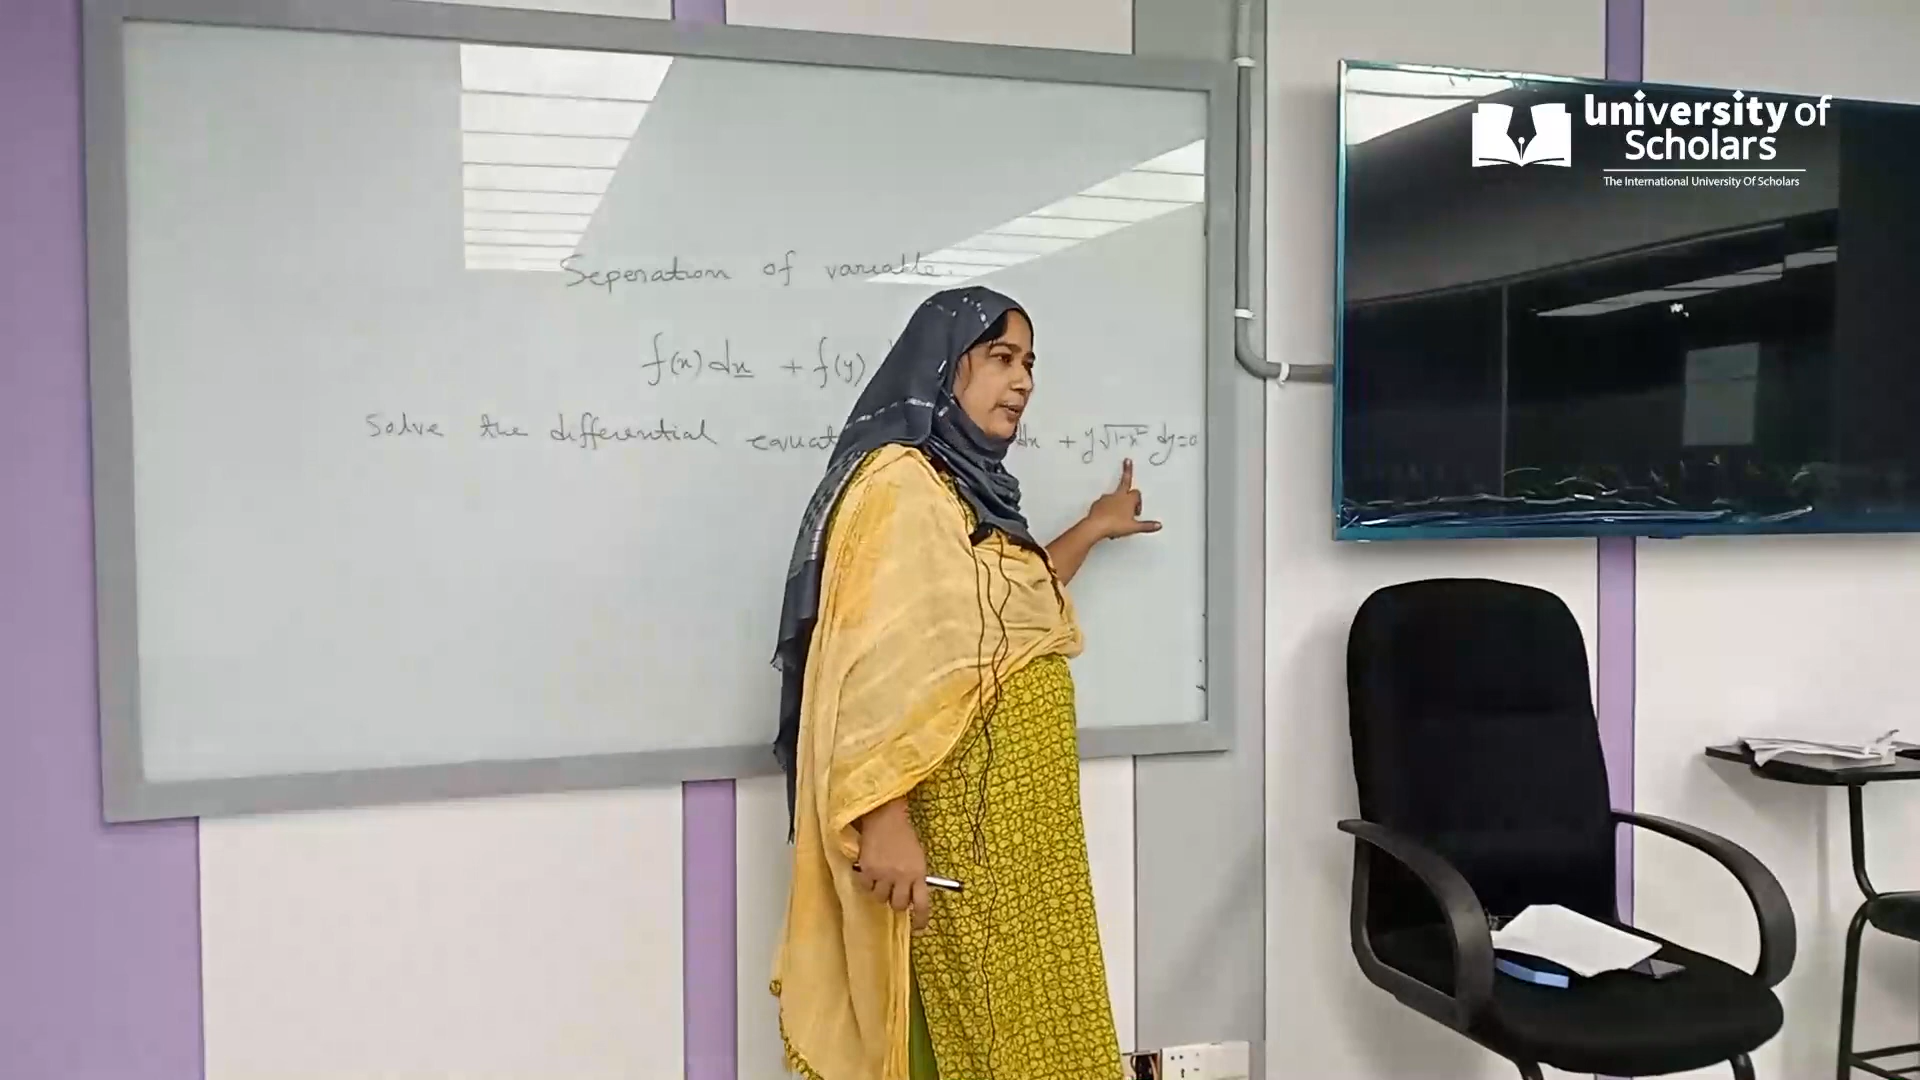 University of
Scholars
The International University Of Scholars
Seperation of variable.
f(x) dx + f(y)
Solve the differential equat dx + y√1-x² dy=0